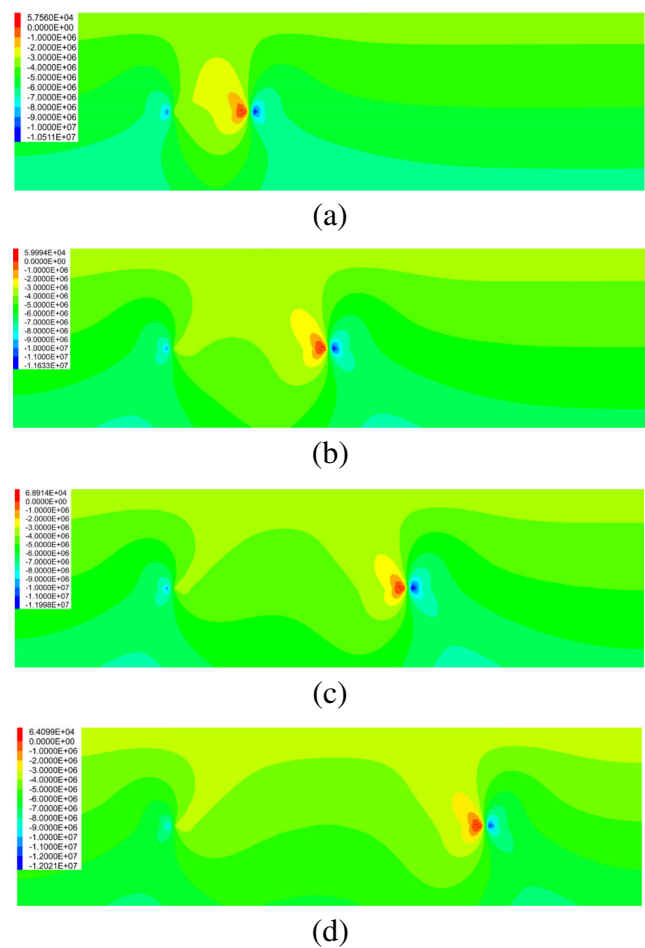 5.7560E+04
0.0000E+00
-1.0000E+06
-2.0000E+06
-3.0000E+06
-4.0000E+06
-5.0000E+06
-6.0000E+06
-7.0000E+06
-8.0000E+06
-9.0000E+06
-1.0000E+07
-1.0511E+07
(a)
5.9994E+04
0.0000E+00
-1.0000E+06
-2.0000E+06
-3.0000E+06
-4.0000E+06
-5.0000E+06
-6.0000E+06
-7.0000E+06
-8.0000E+06
-9.0000E+06
-1.0000E+07
-1.1000E+07
-1.1633E+07
(b)
6.8914E+04
0.0000E+00
-1.0000E+06
-2.0000E+06
-3.0000E+06
-4.0000E+06
-5.0000E+06
-6.0000E+06
-7.0000E+06
-8.0000E+06
-9.0000E+06
-1.0000E+07
-1.1000E+07
-1.1998E+07
(c)
6.4099E+04
0.0000E+00
-1.0000E+06
-2.0000E+06
-3.0000E+06
-4.0000E+06
-5.0000E+06
-6.0000E+06
-7.0000E+06
-8.0000E+06
-9.0000E+06
-1.0000E+07
-1.1000E+07
-1.2000E+07
-1.2021E+07
(d)